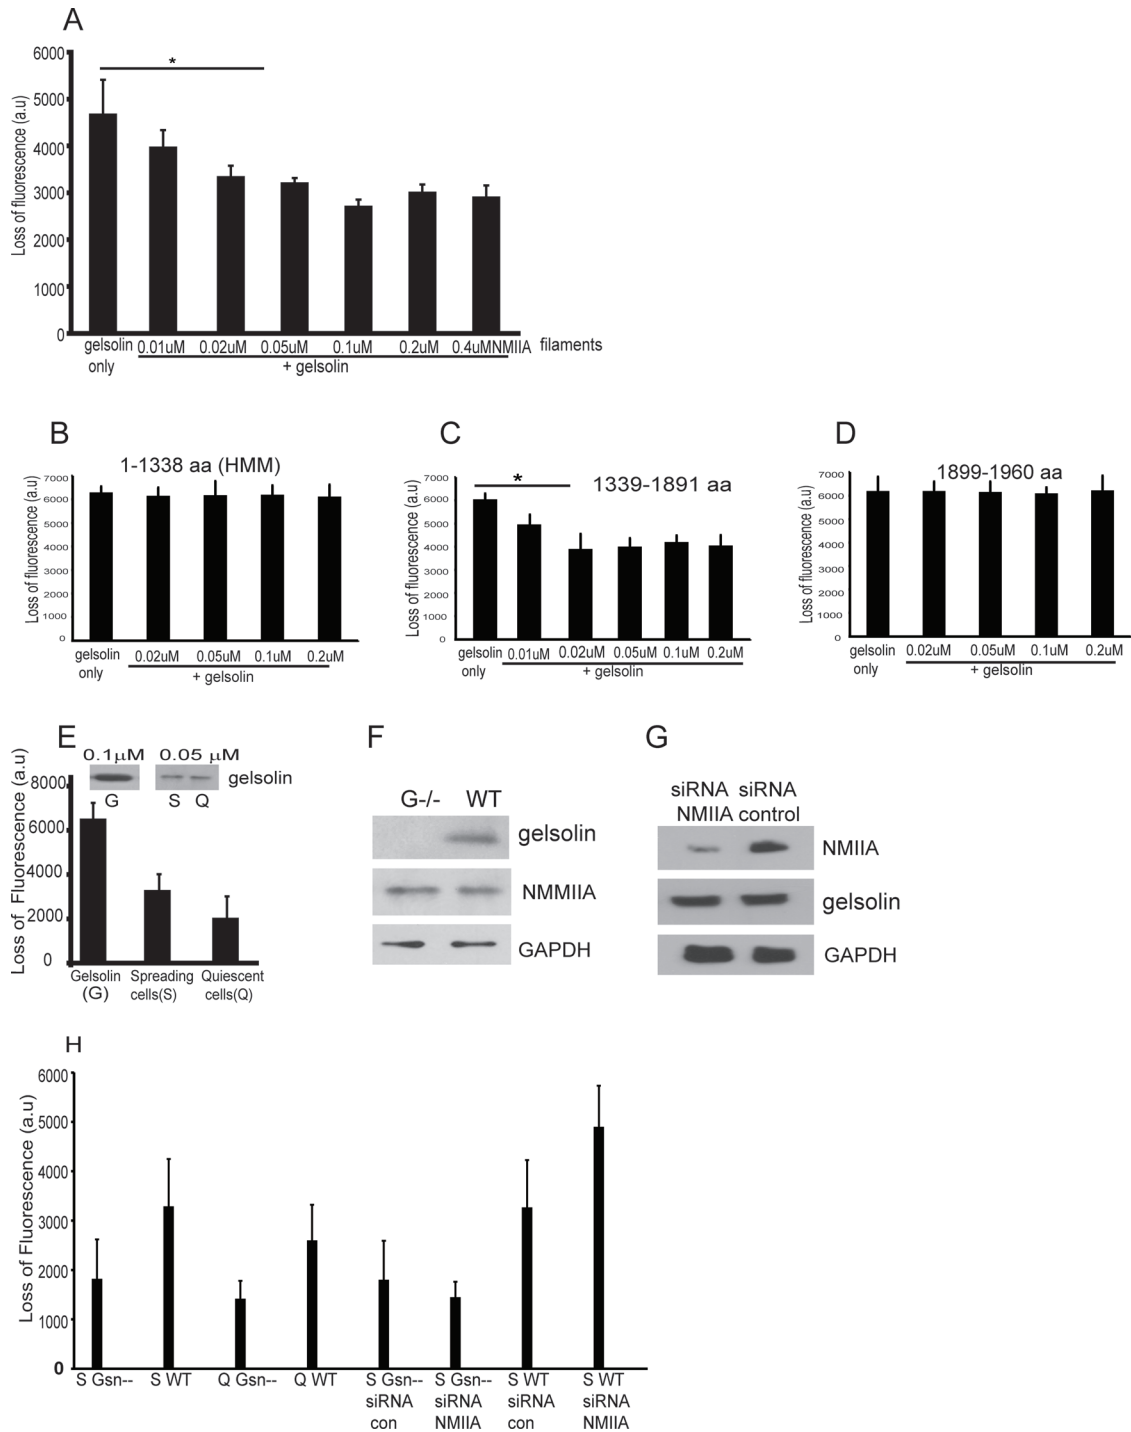 A
Loss of fluorescence (a.u)
6000
5000
4000
3000
2000
1000
0
*
gelsolin only
0.01uM 0.02uM 0.05uM 0.1uM 0.2uM 0.4uMNMIIA filaments
+ gelsolin
B
1-1338 aa (HMM)
Loss of fluorescence (a.u)
7000
6000
5000
4000
3000
2000
1000
0
gelsolin only
0.02uM 0.05uM 0.1uM 0.2uM
+ gelsolin
C
*
1339-1891 aa
Loss of fluorescence (a.u)
7000
6000
5000
4000
3000
2000
1000
0
gelsolin only
0.01uM 0.02uM 0.05uM 0.1uM 0.2uM
+ gelsolin
D
1899-1960 aa
Loss of fluorescence (a.u)
7000
6000
5000
4000
3000
2000
1000
0
gelsolin only
0.02uM 0.05uM 0.1uM 0.2uM
+ gelsolin
E
0.1µM 0.05 µM
gelsolin
G S Q
Loss of Fluorescence (a.u)
8000
6000
4000
2000
0
Gelsolin (G)
Spreading cells(S)
Quiescent cells(Q)
F
G-/- WT
gelsolin
NMMIIA
GAPDH
G
siRNA siRNA
NMIIA control
NMIIA
gelsolin
GAPDH
H
Loss of Fluorescence (a.u)
6000
5000
4000
3000
2000
1000
0
S Gsn--
S WT
Q Gsn--
Q WT
S Gsn-- siRNA con
S Gsn-- siRNA NMIIA
S WT siRNA con
S WT siRNA NMIIA